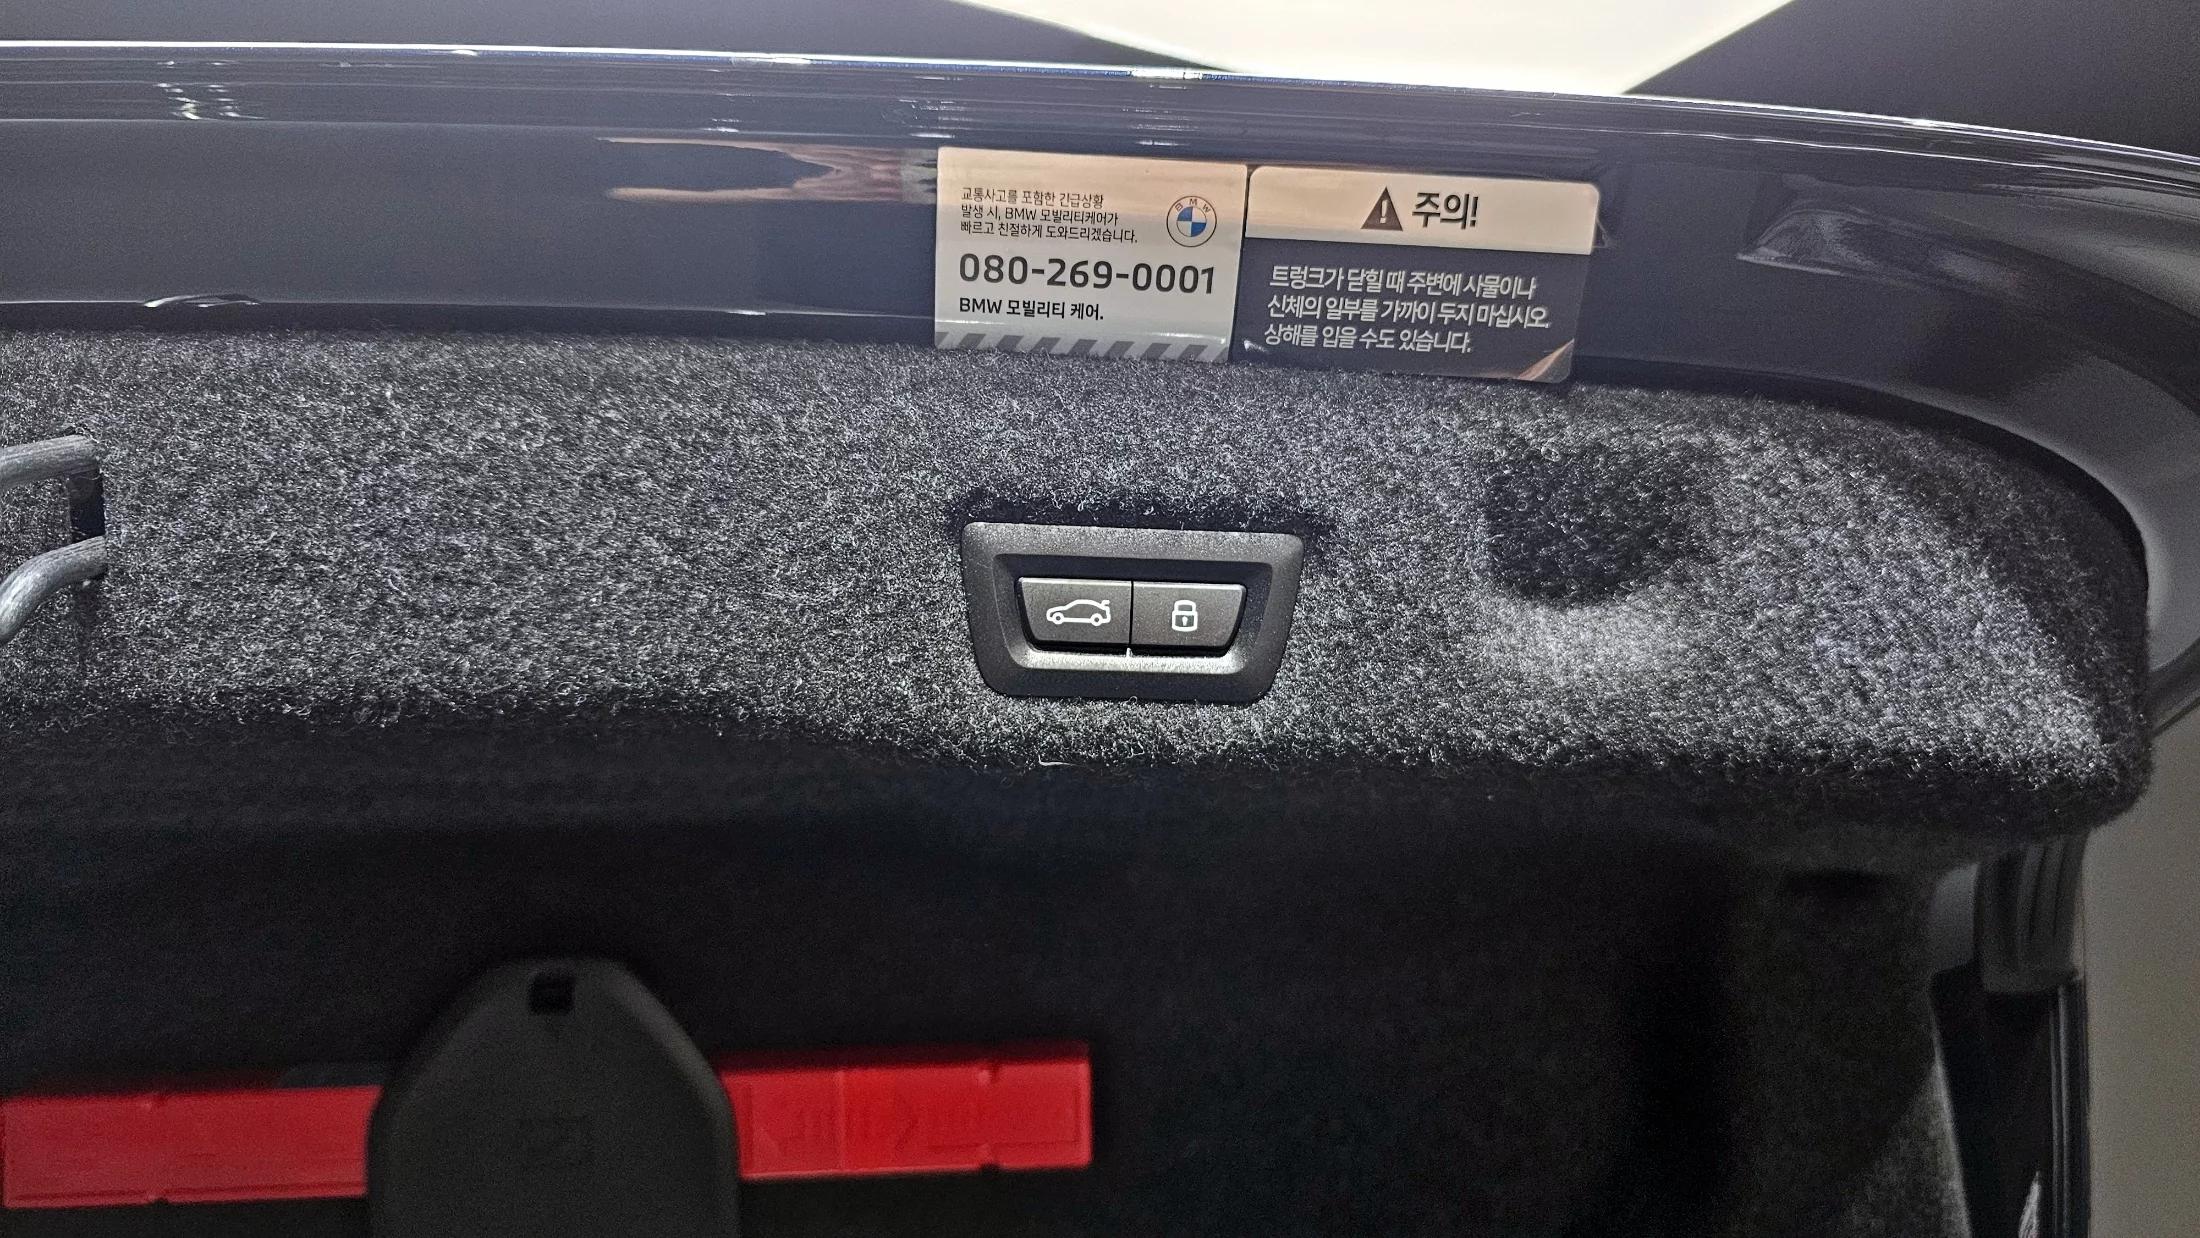 교통사고를 포함한 긴급상황
발생 시, BMW 모빌리티케어가
빠르고 친절하게 도와드리겠습니다.
BMW
080-269-0001
BMW 모빌리티 케어.
주의!
트렁크가 닫힐 때 주변에 사물이나
신체의 일부를 가까이 두지 마십시오.
상해를 입을 수도 있습니다.